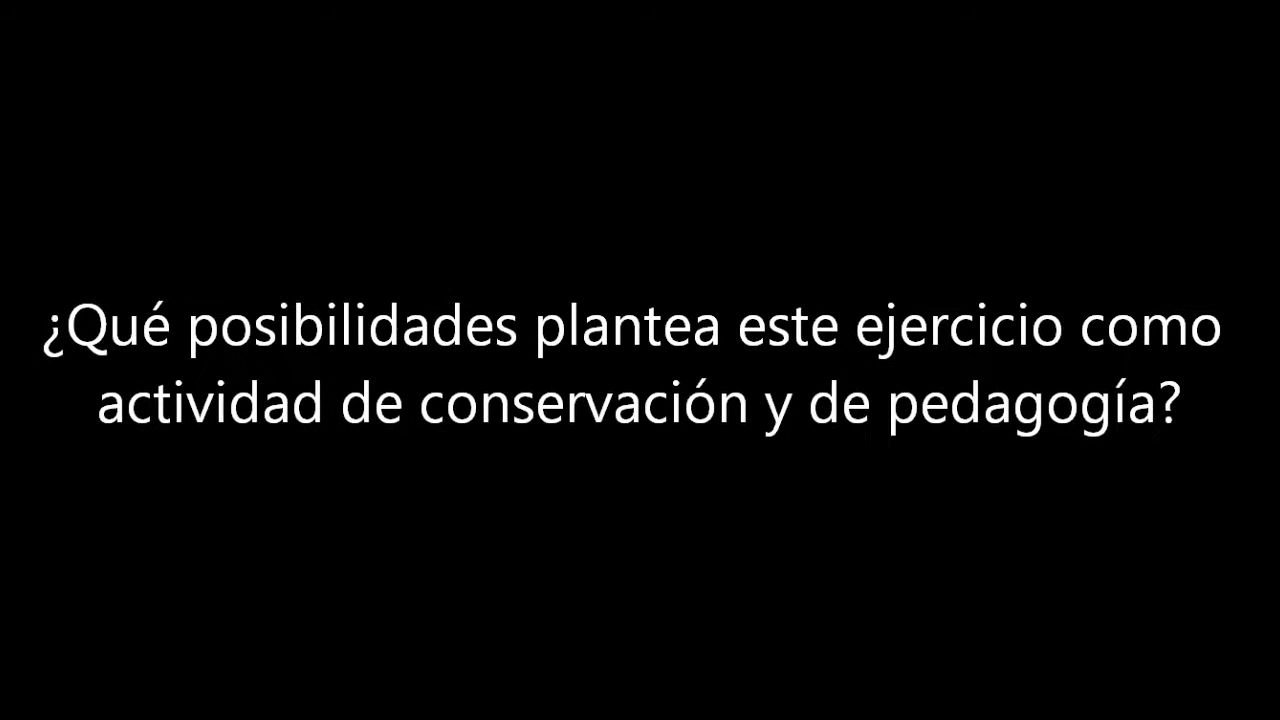 ¿Qué posibilidades plantea este ejercicio como
actividad de conservación y de pedagogía?